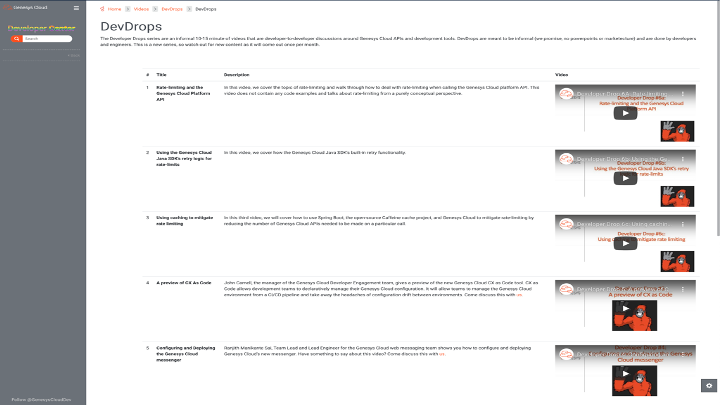 Genesys Cloud
Developer Center
Search
Follow @GenesysCloudDev
Home
Videos
DevDrops
DevDrops
DevDrops
The Developer Drops series are an informal 10-15 minute of videos that are developer-to-developer discussions around Genesys Cloud APIs and development tools. DevDrops are meant to be informal (we promise, no powerpoints or marketecture) and are done by developers
and engineers. This is a new series, so watch out for new content as it will come out once per month.
# Title Description Video
1 Rate-limiting and the
Genesys Cloud Platform
API
In this video, we cover the topic of rate-limiting and walk through how to deal with rate-limiting when calling the Genesys Cloud platform API. This
video does not contain any code examples and talks about rate-limiting from a purely conceptual perspective.
Developer Drop #5a:
Rate-limiting and the Genesys Cloud
Platform API
2 Using the Genesys Cloud
Java SDK's retry logic for
rate-limits
In this video, we cover how the Genesys Cloud Java SDK's built-in retry functionality.
Developer Drop #5b:
Using the Genesys Cloud Java SDK's retry
for rate limits
3 Using caching to mitigate
rate limiting
In this third video, we will cover how to use Spring Boot, the open-source Caffeine cache project, and Genesys Cloud to mitigate rate-limiting by
reducing the number of Genesys Cloud APIs needed to be made on a particular call.
Developer Drop #5c:
Using caching to mitigate rate limiting
4 A preview of CX as Code
John Carnell, the manager of the Genesys Cloud Developer Engagement team, gives a preview of the new Genesys Cloud CX as Code tool. CX as
Code allows development teams to declaratively manage their Genesys Cloud configuration. It will allow teams to manage the Genesys Cloud
environment from a CI/CD pipeline and take away the headaches of configuration drift between environments. Come discuss this with us.
A preview of CX as Code
5 Configuring and Deploying
the Genesys Cloud
messenger
Ranjith Manikante Sai, Team Lead and Lead Engineer for the Genesys Cloud web messaging team shows you how to configure and deploying
Genesys Cloud's new messenger. Have something to say about this video? Come discuss this with us.
Genesys Cloud
messenger